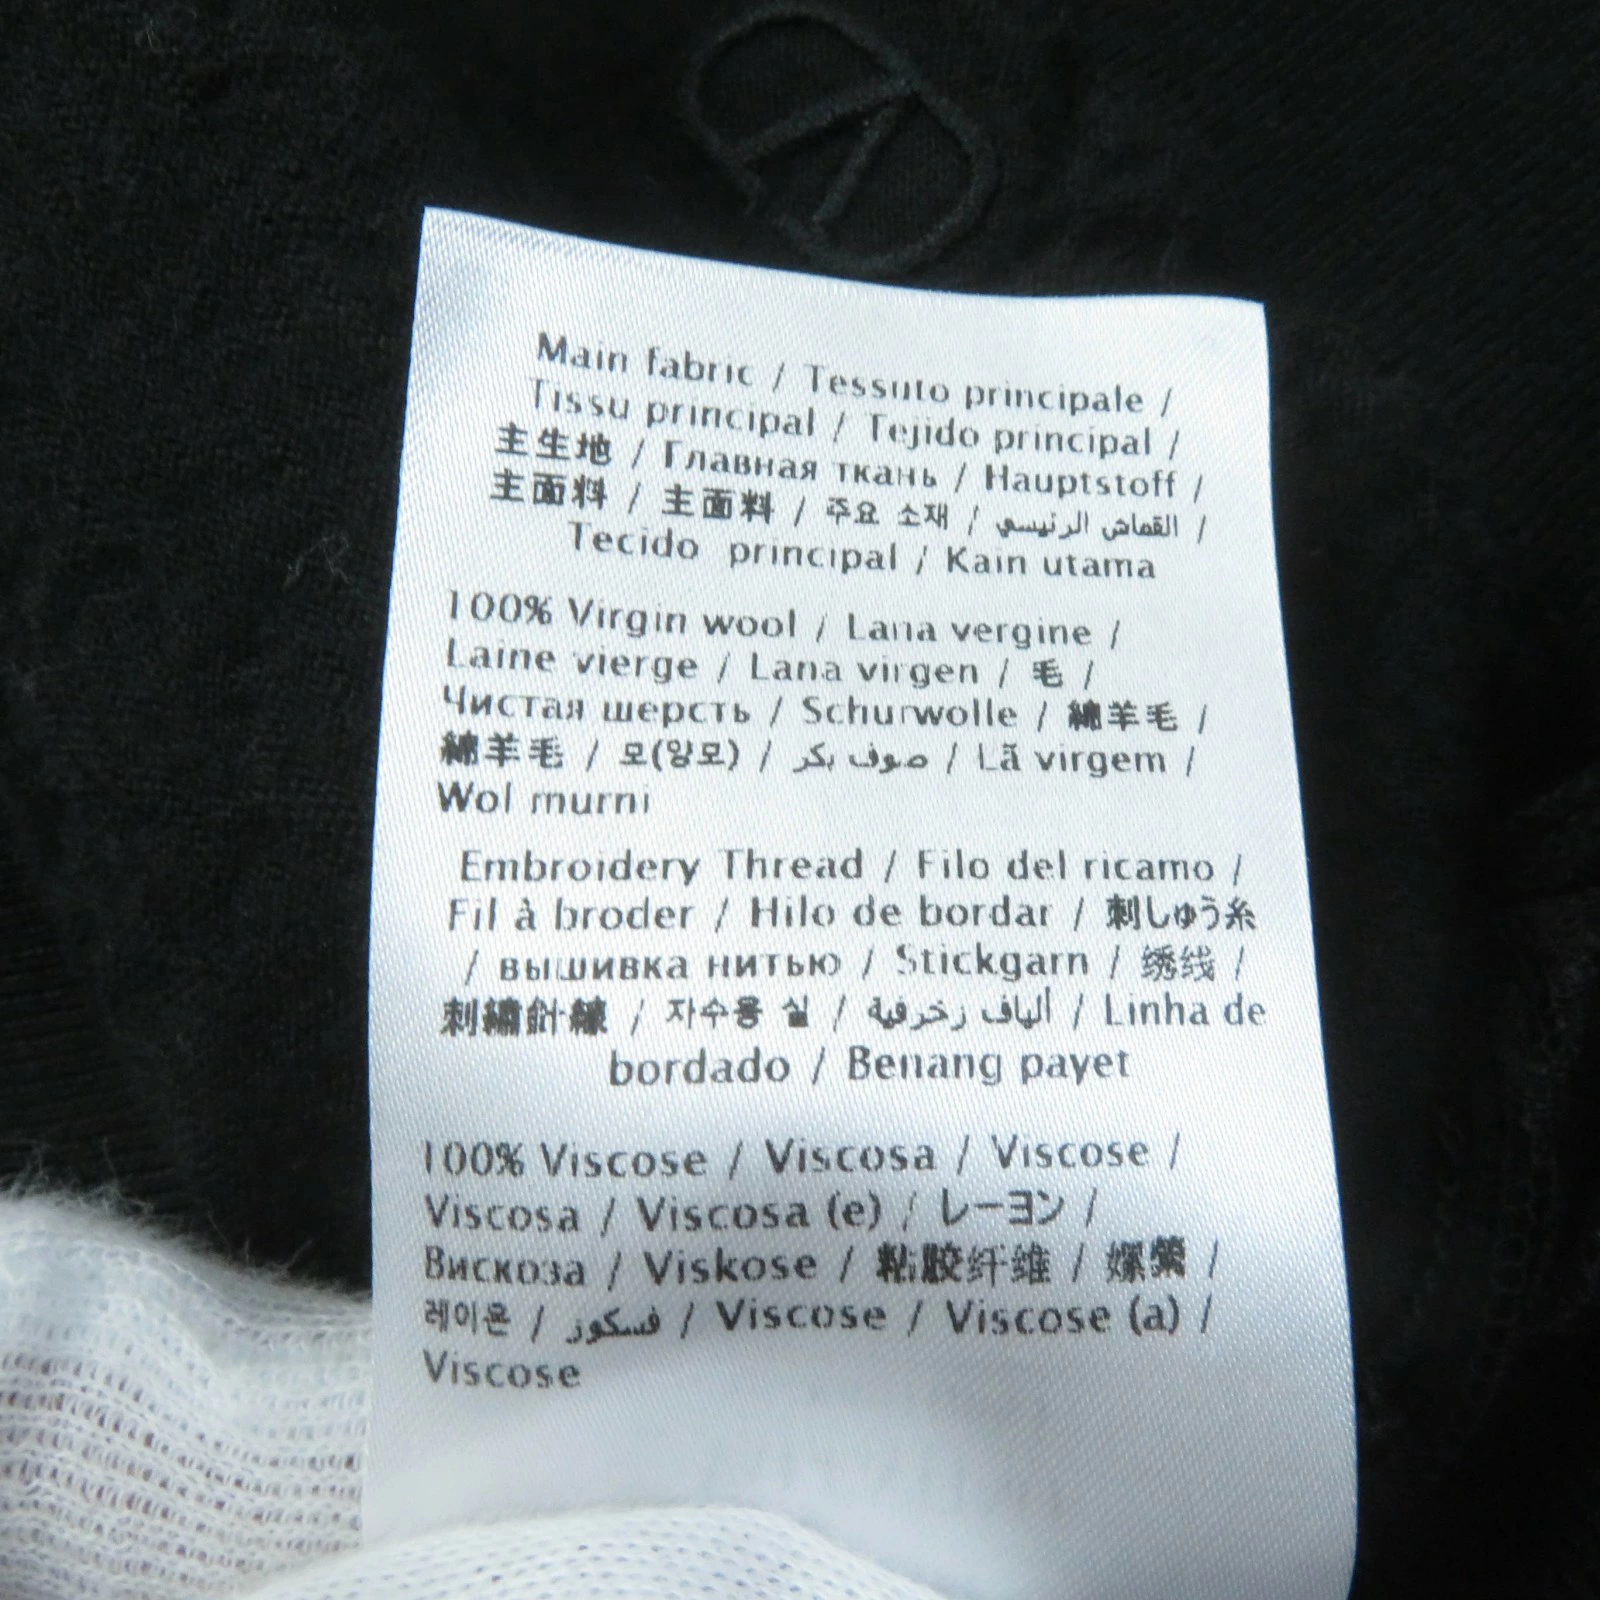 Main fabric / Tessuto principale /
Tissu principal / Tejido principal /
主生地 / Главная ткань / Hauptstoff /
主面料 / 主面料 / 주요 소재 / القماش الرئيسي /
Tecido principal / Kain utama
100% Virgin wool / Lana vergine /
Laine vierge / Lana virgen / 毛 /
Чистая шерсть / Schurwolle / 綿羊毛 /
綿羊毛 / 모(양모) / صوف بكر / Lã virgem /
Wol murni
Embroidery Thread / Filo del ricamo /
Fil à broder / Hilo de bordar / 刺しゅう糸
/ вышивка нитью / Stickgarn / 绣线 /
刺繡針線 / 자수용 실 / ألياف زخرفية / Linha de
bordado / Benang payet
100% Viscose / Viscosa / Viscose /
Viscosa / Viscosa (e) / レーヨン /
Вискоза / Viskose / 粘胶纤维 / 嫘縈 /
레이온 / فسكوز / Viscose / Viscose (a) /
Viscose